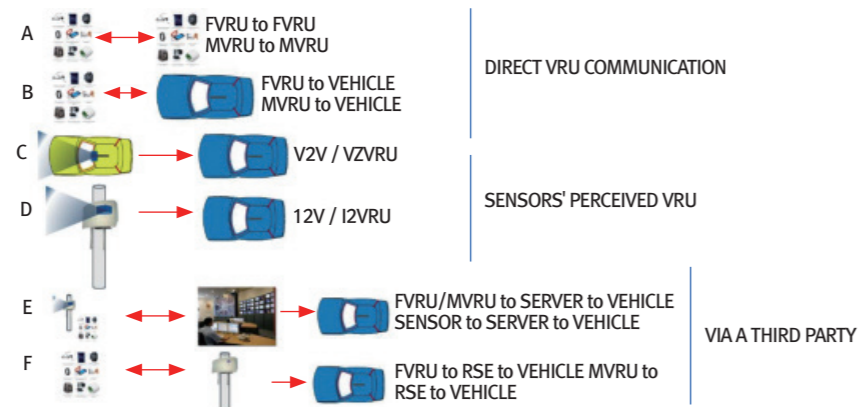 A
FVRU to FVRU
MVRU to MVRU
B
FVRU to VEHICLE
MVRU to VEHICLE
DIRECT VRU COMMUNICATION
C
V2V / VZVRU
D
12V / I2VRU
SENSORS' PERCEIVED VRU
E
FVRU/MVRU to SERVER to VEHICLE
SENSOR to SERVER to VEHICLE
F
FVRU to RSE to VEHICLE MVRU to
RSE to VEHICLE
VIA A THIRD PARTY